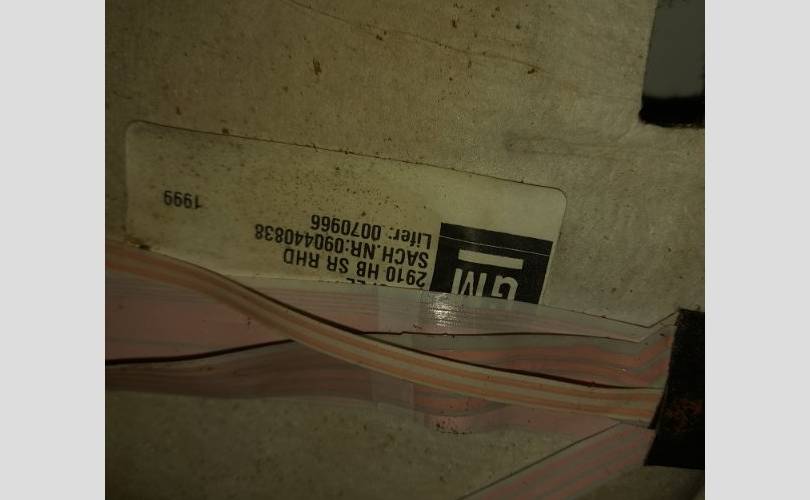 GM
2910 HB SR RHD
SACH.NR:090440838
Lifer: 0070966
1999